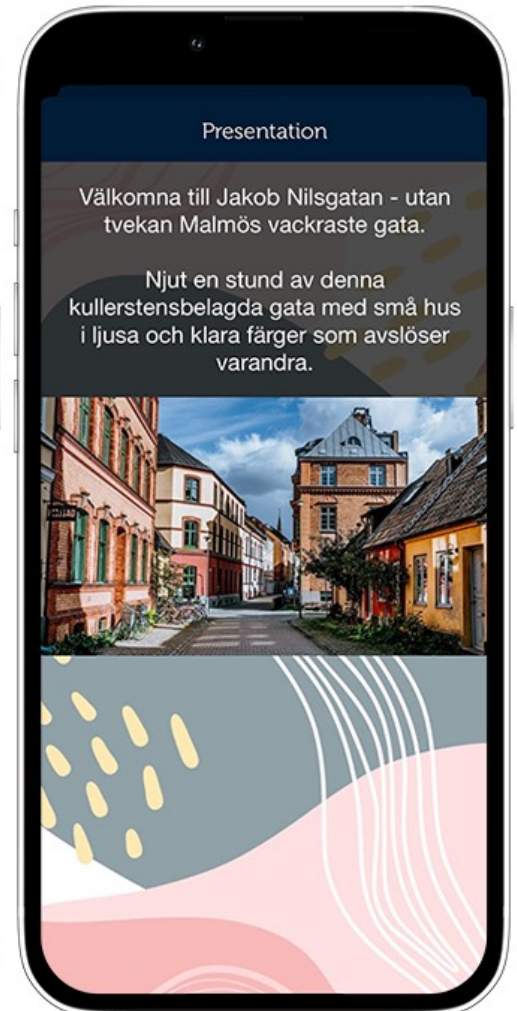 Presentation
Välkomna till Jakob Nilsgatan - utan
tvekan Malmös vackraste gata.
Njut en stund av denna
kullerstensbelagda gata med små hus
i ljusa och klara färger som avslöser
varandra.